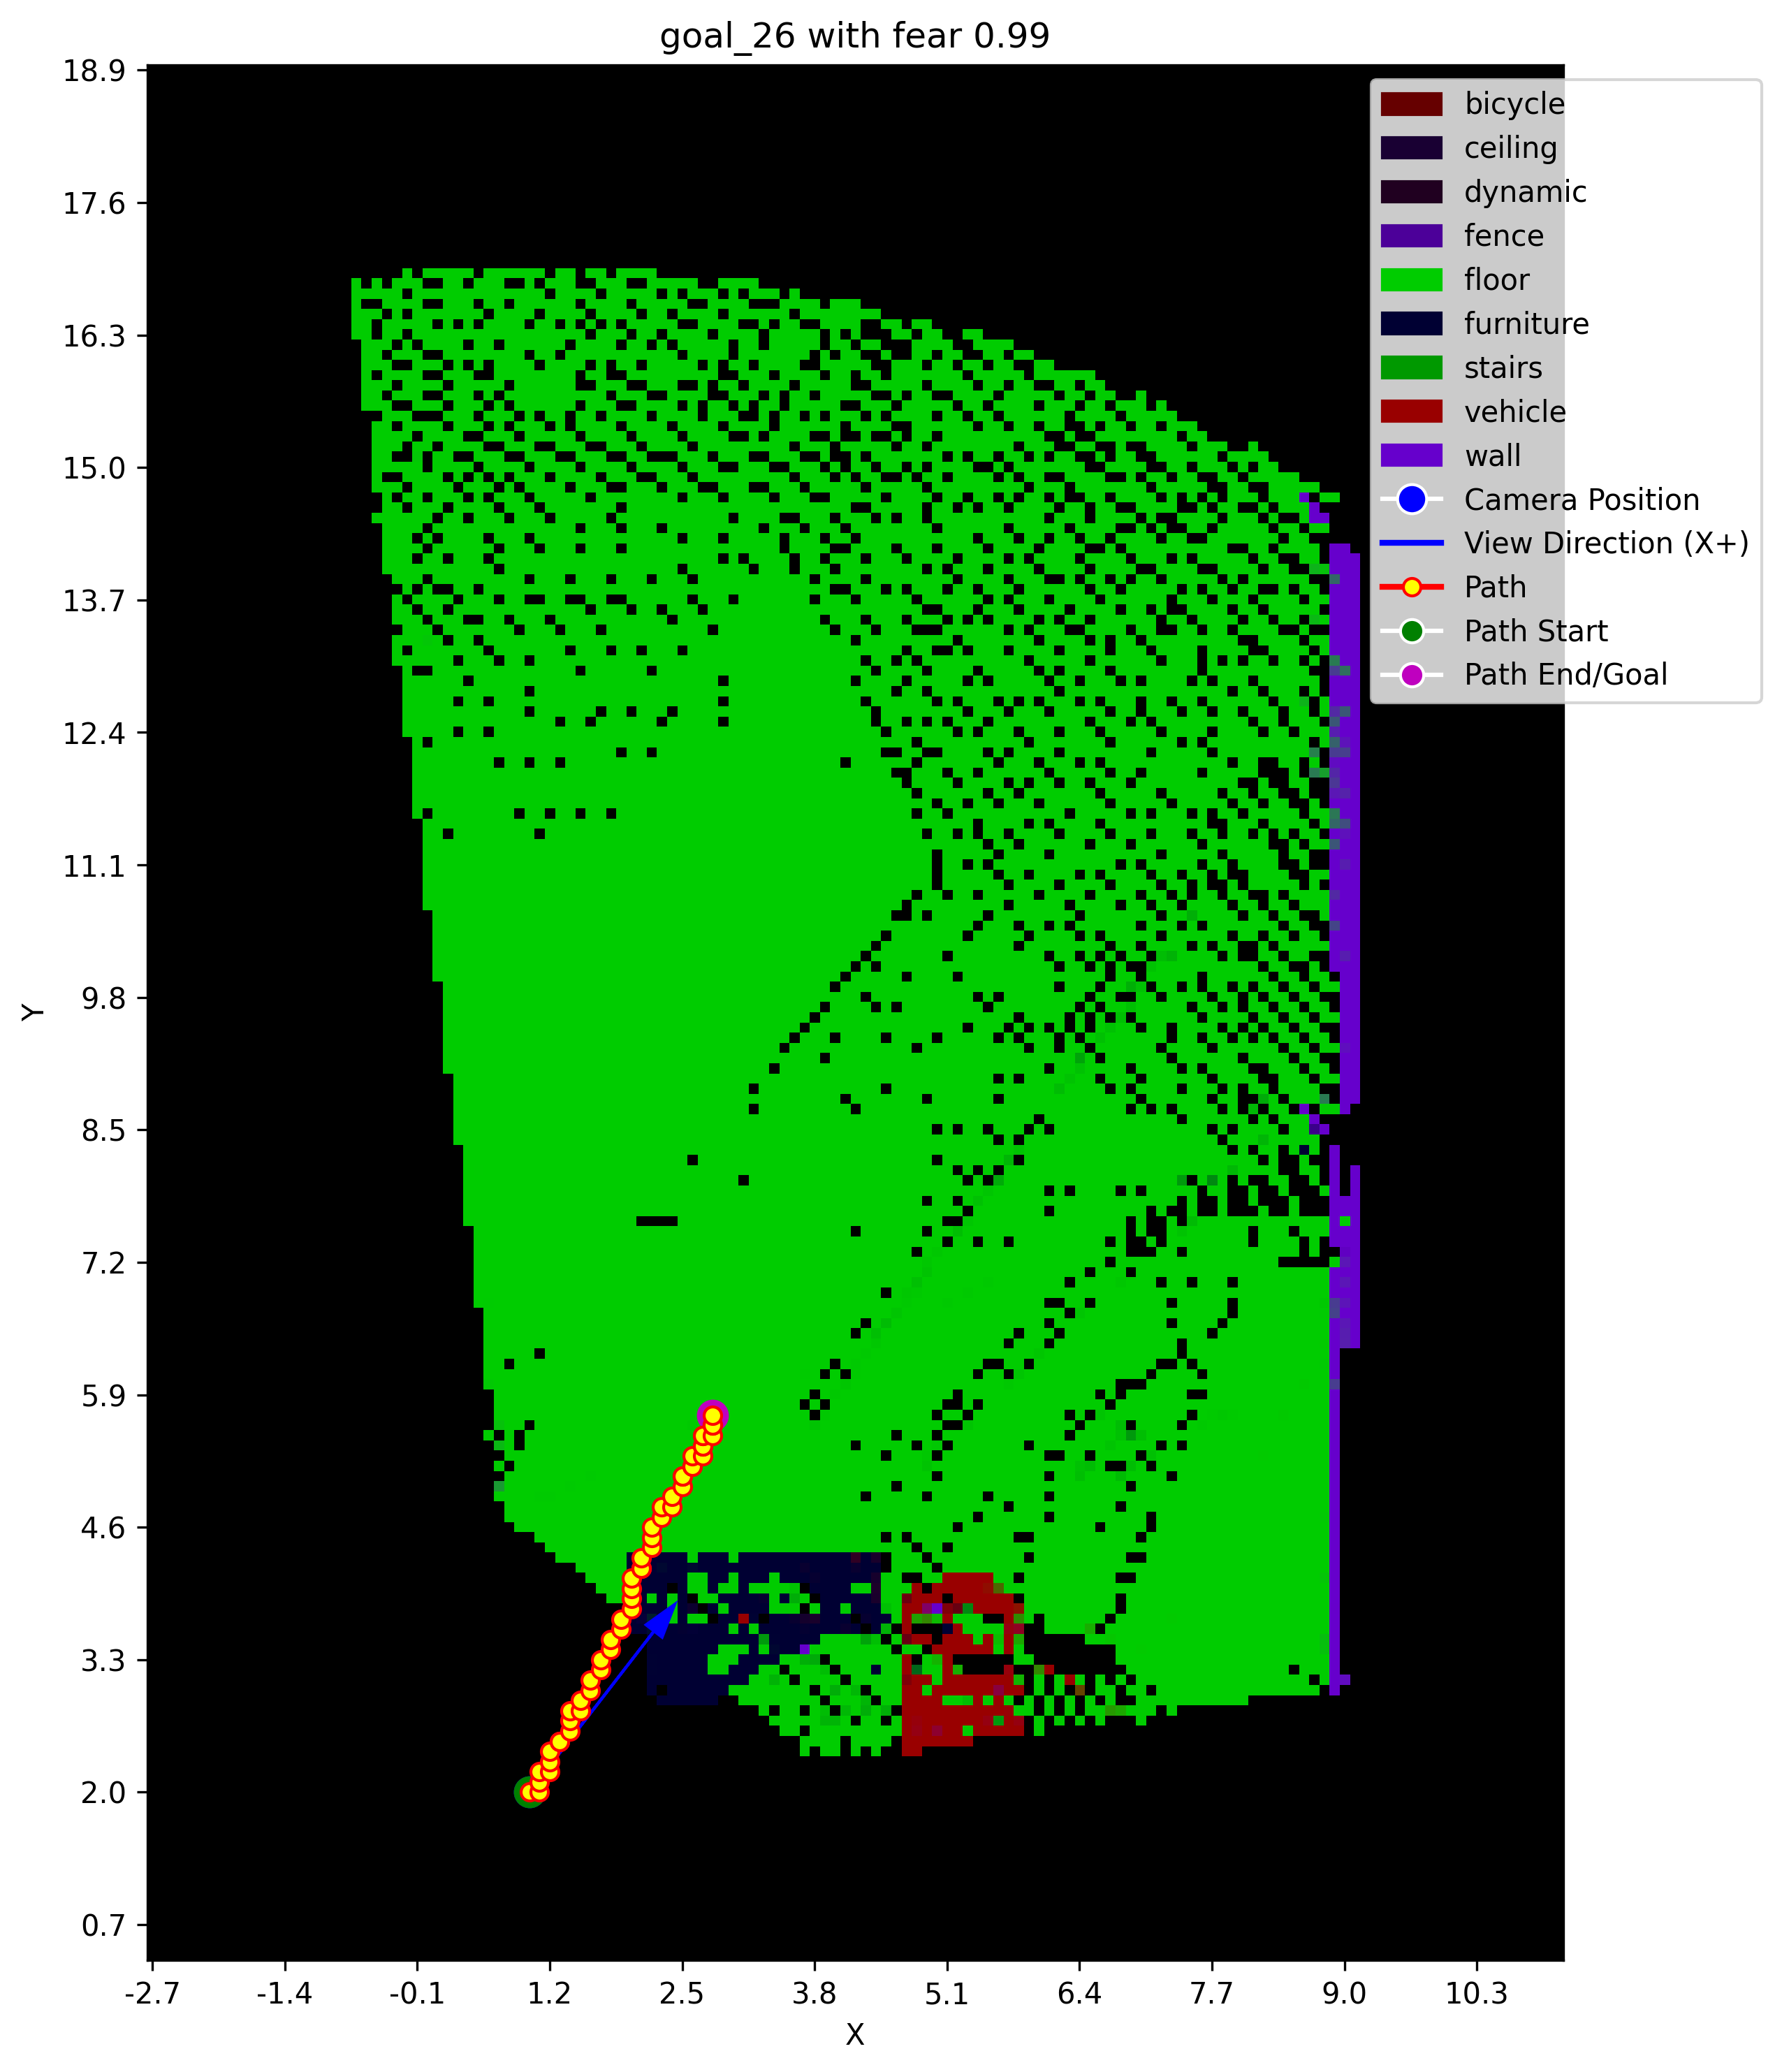 goal_26 with fear 0.99
18.9
17.6
16.3
15.0
13.7
12.4
11.1
9.8
8.5
7.2
5.9
4.6
3.3
2.0
0.7
Y
bicycle
ceiling
dynamic
fence
floor
furniture
stairs
vehicle
wall
Camera Position
View Direction (X+)
Path
Path Start
Path End/Goal
-2.7 -1.4 -0.1 1.2 2.5 3.8 5.1 6.4 7.7 9.0 10.3
X